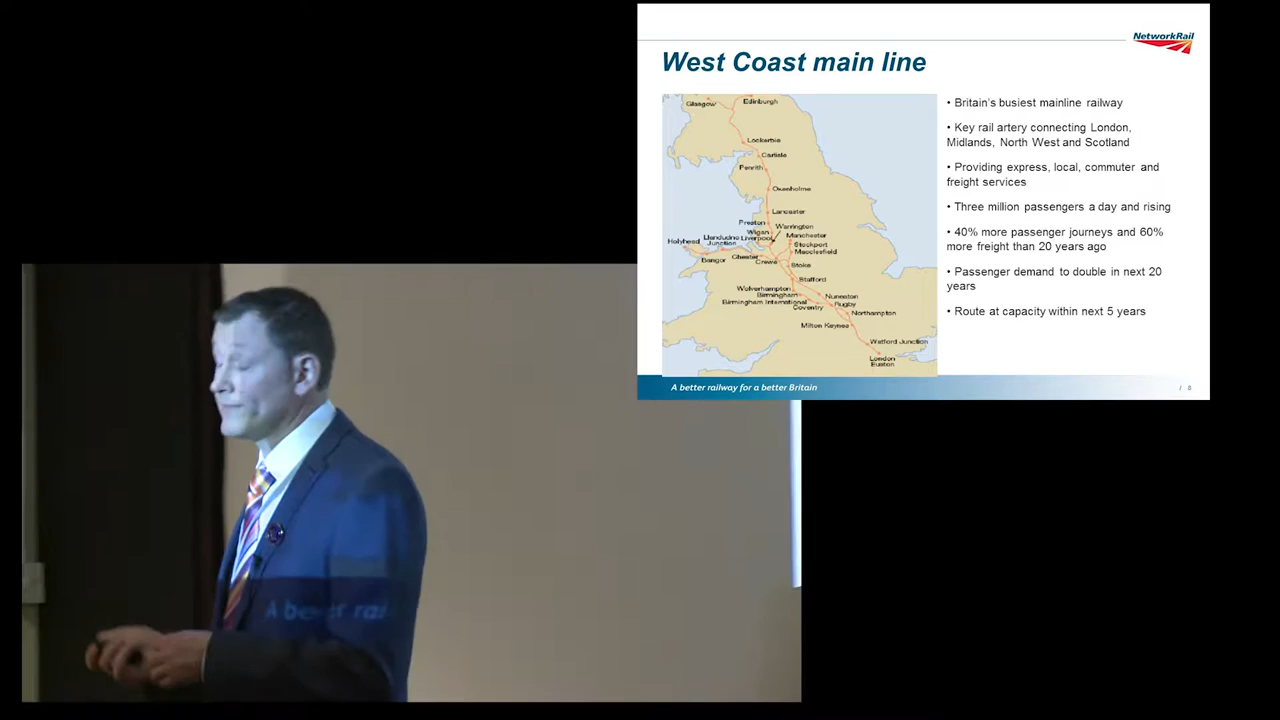 NetworkRail
West Coast main line
Glasgow
Edinburgh
Lockerbie
Carlisle
Penrith
Oxenholme
Lancaster
Preston
Wigan
Warrington
Liverpool
Manchester
Stockport
Macclesfield
Holyhead
Llandudno
Junction
Bangor
Chester
Crewe
Stoke
Stafford
Wolverhampton
Birmingham
Birmingham International
Nuneaton
Coventry
Rugby
Northampton
Milton Keynes
Watford Junction
London
Euston
• Britain's busiest mainline railway
• Key rail artery connecting London,
Midlands, North West and Scotland
• Providing express, local, commuter and
freight services
• Three million passengers a day and rising
• 40% more passenger journeys and 60%
more freight than 20 years ago
• Passenger demand to double in next 20
years
• Route at capacity within next 5 years
A better railway for a better Britain
/ 8
A better rai